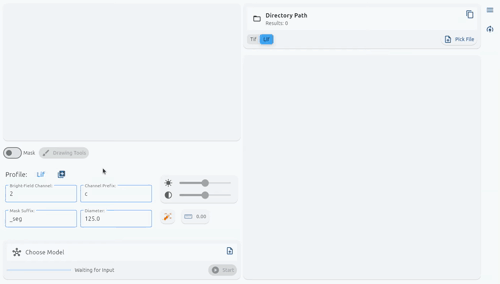 Directory Path
Results: 0
Tif Lif
Pick File
Mask
Drawing Tools
Profile: Lif
Bright-Field Channel
2
Channel Prefix
c
Mask Suffix
_seg
Diameter
125.0
0.00
Choose Model
Waiting for Input
Start